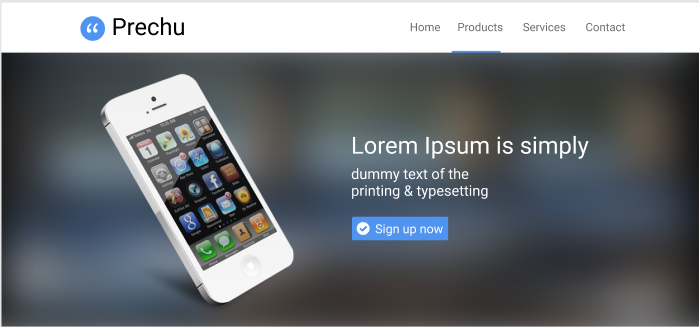 Prechu
Home Products Services Contact
Lorem Ipsum is simply
dummy text of the
printing & typesetting
Sign up now